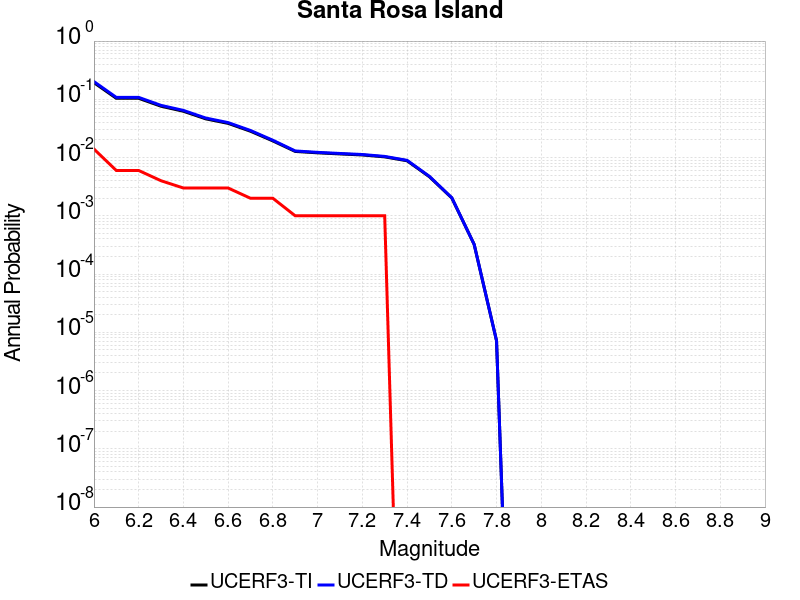 Santa Rosa Island
10^0
10^-1
10^-2
10^-3
10^-4
10^-5
10^-6
10^-7
10^-8
Annual Probability
6 6.2 6.4 6.6 6.8 7 7.2 7.4 7.6 7.8 8 8.2 8.4 8.6 8.8 9
Magnitude
UCERF3-TI UCERF3-TD UCERF3-ETAS